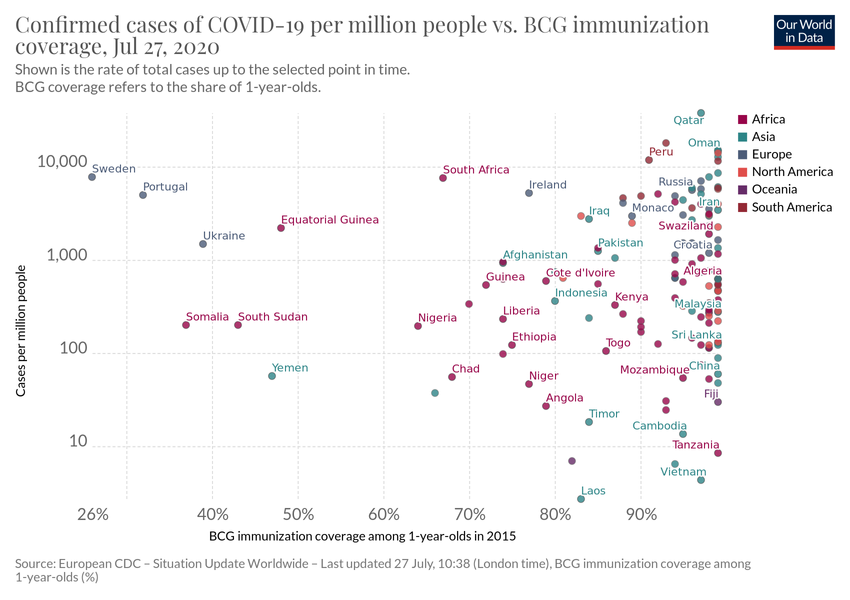 Confirmed cases of COVID-19 per million people vs. BCG immunization
coverage, Jul 27, 2020
Our World
in Data
Shown is the rate of total cases up to the selected point in time.
BCG coverage refers to the share of 1-year-olds.
Qatar
Africa
Asia
Europe
North America
Oceania
South America
Oman
Peru
10,000
Sweden
South Africa
Portugal
Ireland
Russia
Iran
Iraq
Monaco
Equatorial Guinea
Swaziland
Ukraine
Pakistan
Croatia
1,000
Afghanistan
Guinea
Cote d'Ivoire
Algeria
Indonesia
Kenya
Malaysia
Somalia
South Sudan
Nigeria
Liberia
Ethiopia
Togo
Sri Lanka
100
Yemen
Chad
Niger
Mozambique
China
Angola
Fiji
Timor
Cambodia
10
Tanzania
Vietnam
Laos
Cases per million people
26%
40%
50%
60%
70%
80%
90%
BCG immunization coverage among 1-year-olds in 2015
Source: European CDC – Situation Update Worldwide – Last updated 27 July, 10:38 (London time), BCG immunization coverage among
1-year-olds (%)